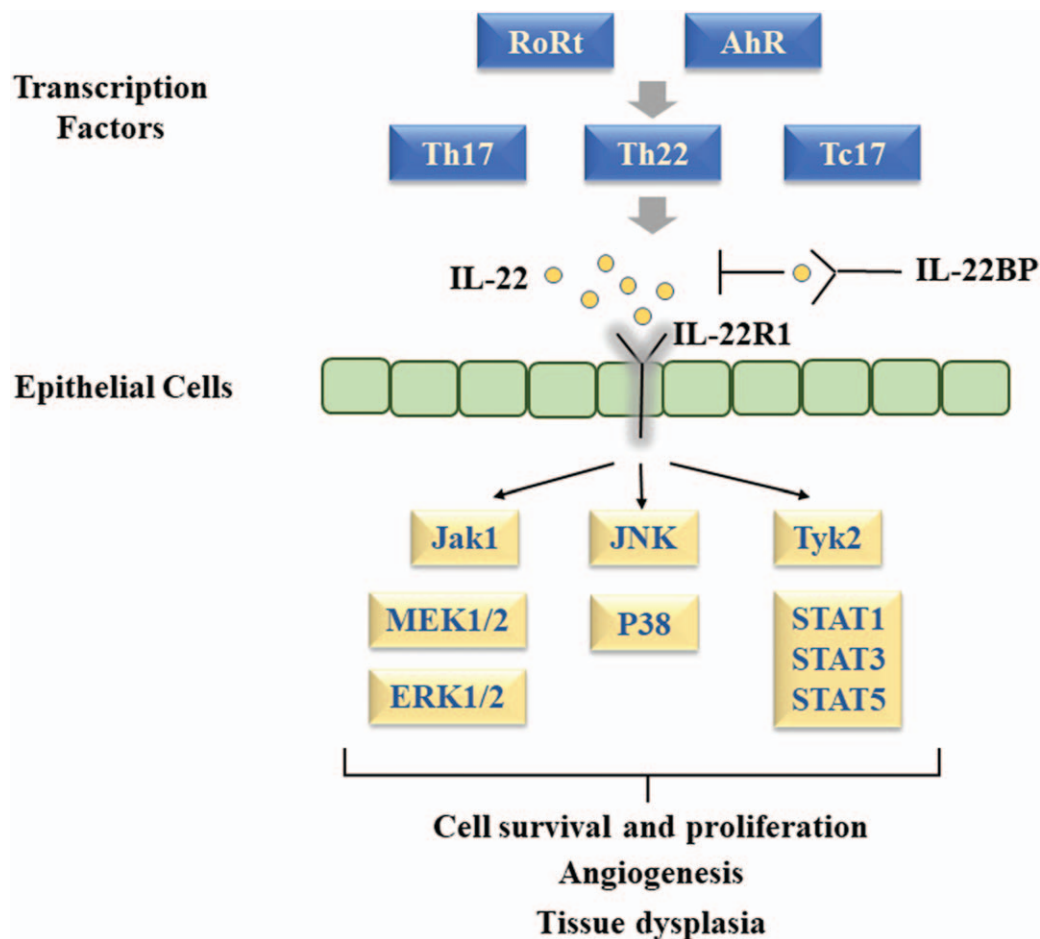 RoRt
AhR
Transcription
Factors
Th17
Th22
Tc17
IL-22
IL-22BP
IL-22R1
Epithelial Cells
Jak1
JNK
Tyk2
MEK1/2
P38
STAT1
STAT3
STAT5
ERK1/2
Cell survival and proliferation
Angiogenesis
Tissue dysplasia